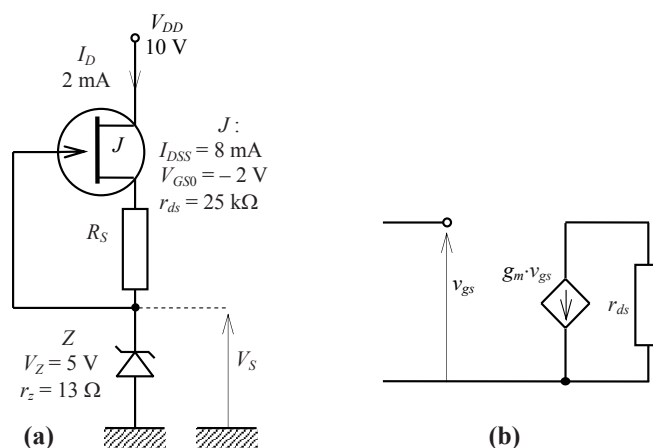 V_DD
10 V
I_D
2 mA
J
J :
I_DSS = 8 mA
V_GS0 = – 2 V
r_ds = 25 kΩ
R_S
Z
V_Z = 5 V
r_z = 13 Ω
V_S
(a)
v_gs
g_m·v_gs
r_ds
(b)